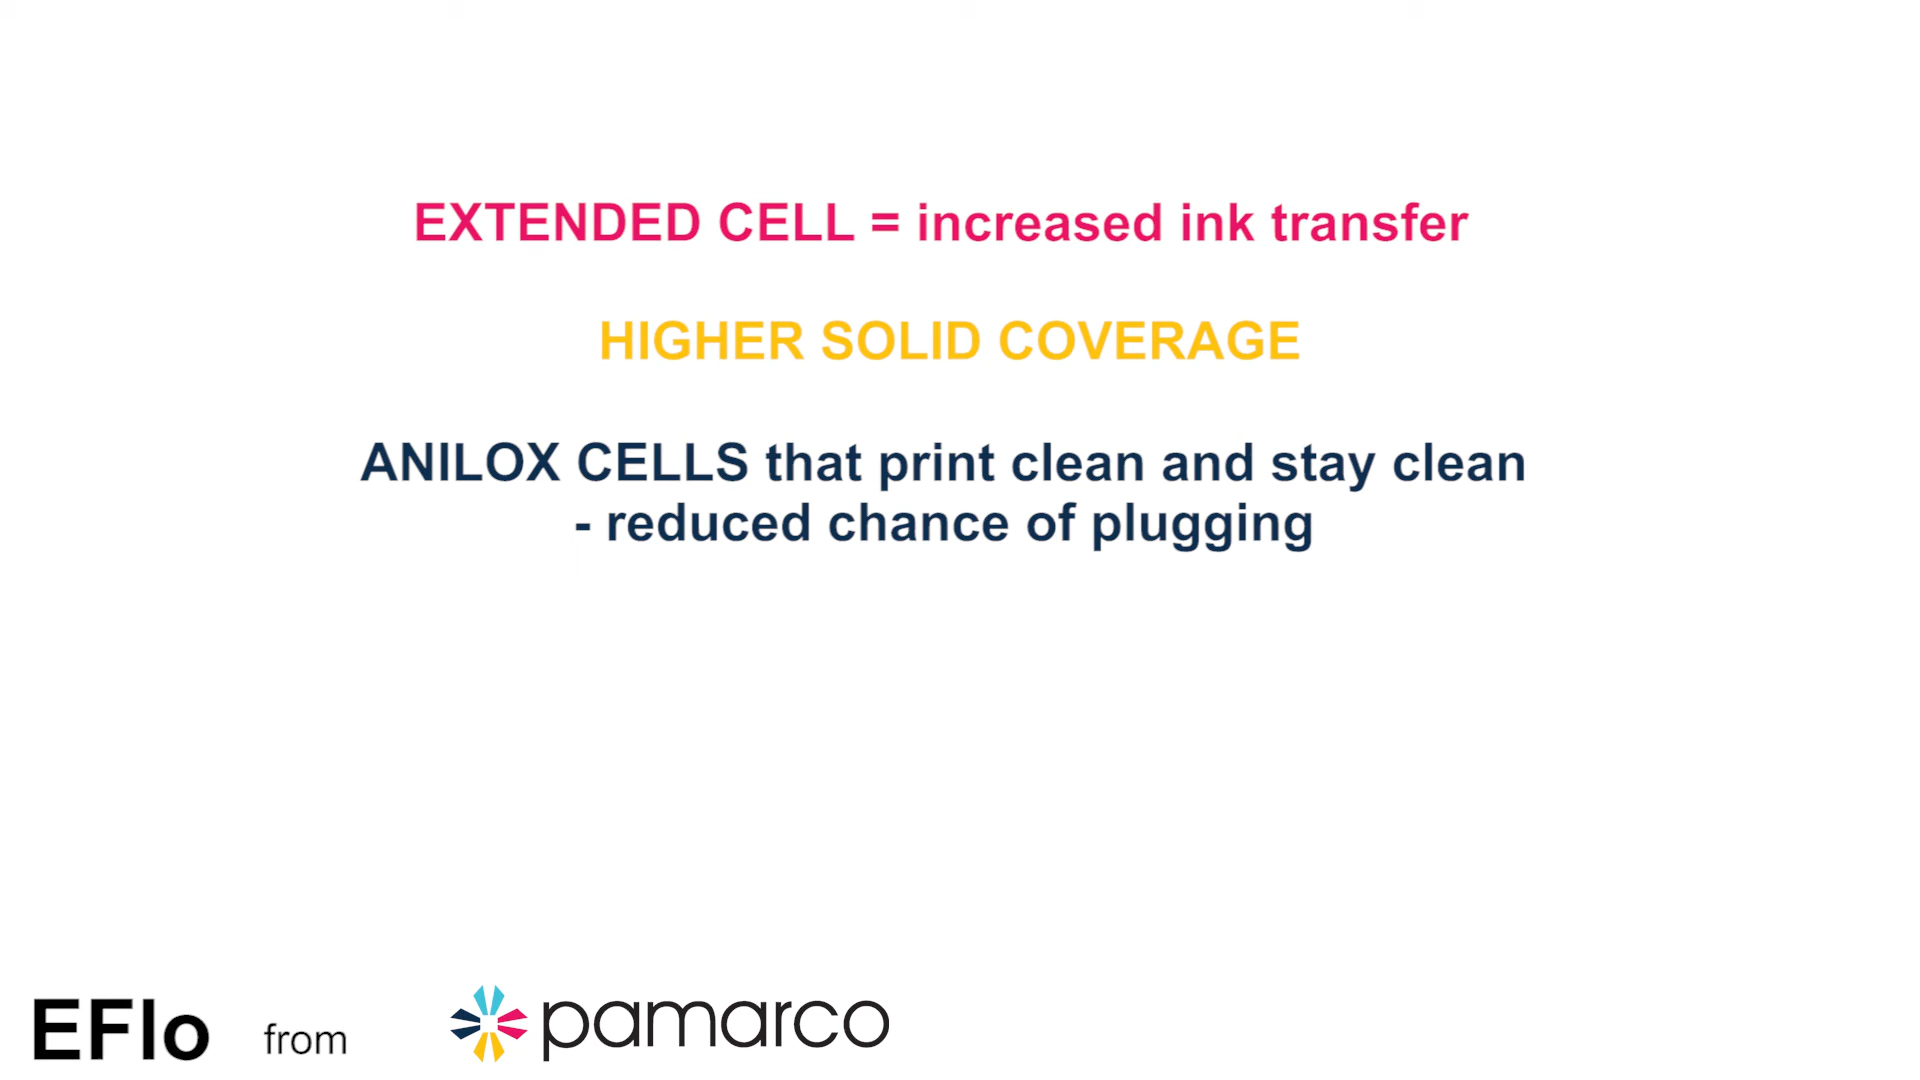 EXTENDED CELL = increased ink transfer
HIGHER SOLID COVERAGE
ANILOX CELLS that print clean and stay clean
- reduced chance of plugging
EFlo from pamarco